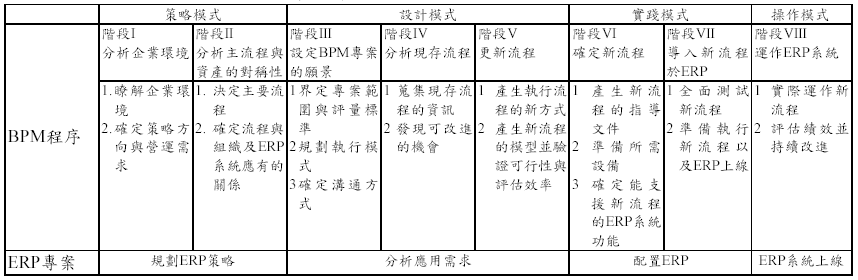 策略模式 設計模式 實踐模式 操作模式
階段I
分析企業環境
階段II
分析主流程與
資產的對稱性
階段III
設定BPM專案
的願景
階段IV
分析現存流程
階段V
更新流程
階段VI
確定新流程
階段VII
導入新流程
於ERP
階段VIII
運作ERP系統
BPM程序
1.瞭解企業環
境
2.確定策略方
向與營運需
求
1. 決定主要流
程
2. 確定流程與
組織及ERP
系統應有的
關係
1界定專案範
圍與評量標
準
2規劃執行模
式
3確定溝通方
式
1 蒐集現存流
程的資訊
2 發現可改進
的機會
1 產生執行流
程的新方式
2 產生新流程
的模型並驗
證可行性與
評估效率
1 產生新流
程的指導
文件
2 準備所需
設備
3 確定能支
援新流程
的ERP系統
功能
1 全面測試
新流程
2 準備執行
新流程以
及ERP上線
1 實際運作新
流程
2 評估績效並
持續改進
ERP專案 規劃ERP策略 分析應用需求 配置ERP ERP系統上線